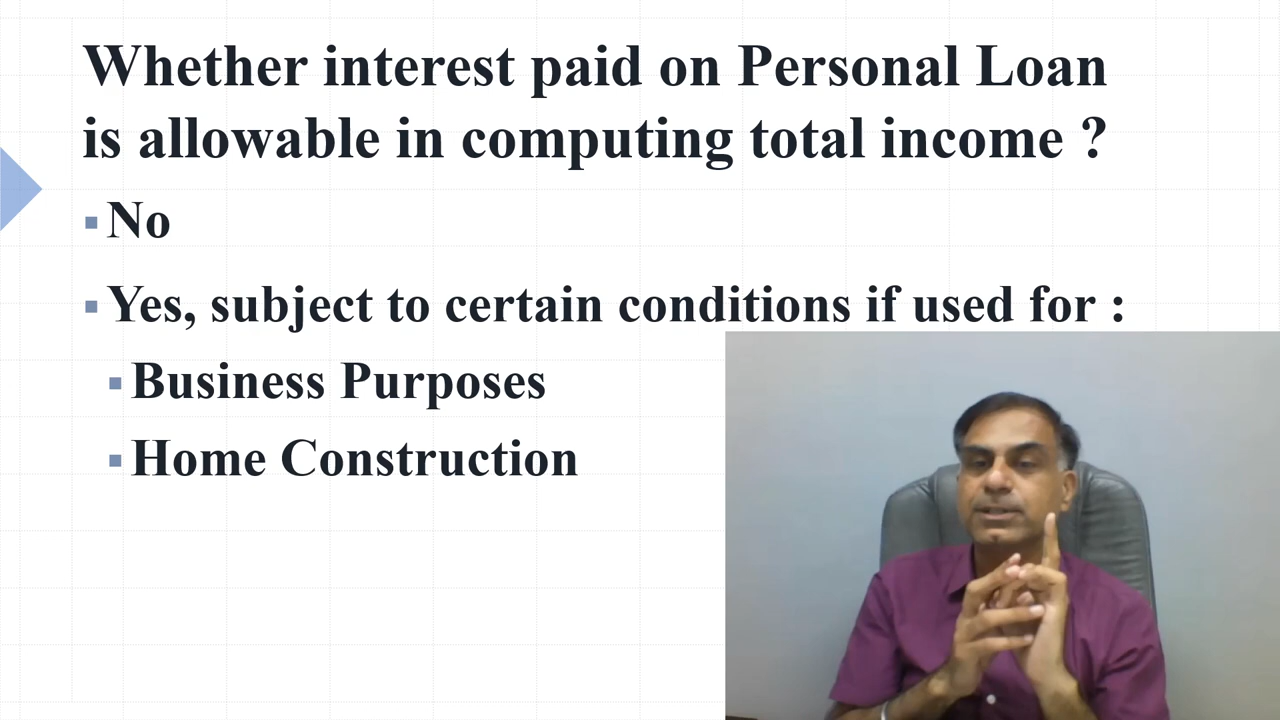 Whether interest paid on Personal Loan
is allowable in computing total income ?
No
Yes, subject to certain conditions if used for :
Business Purposes
Home Construction